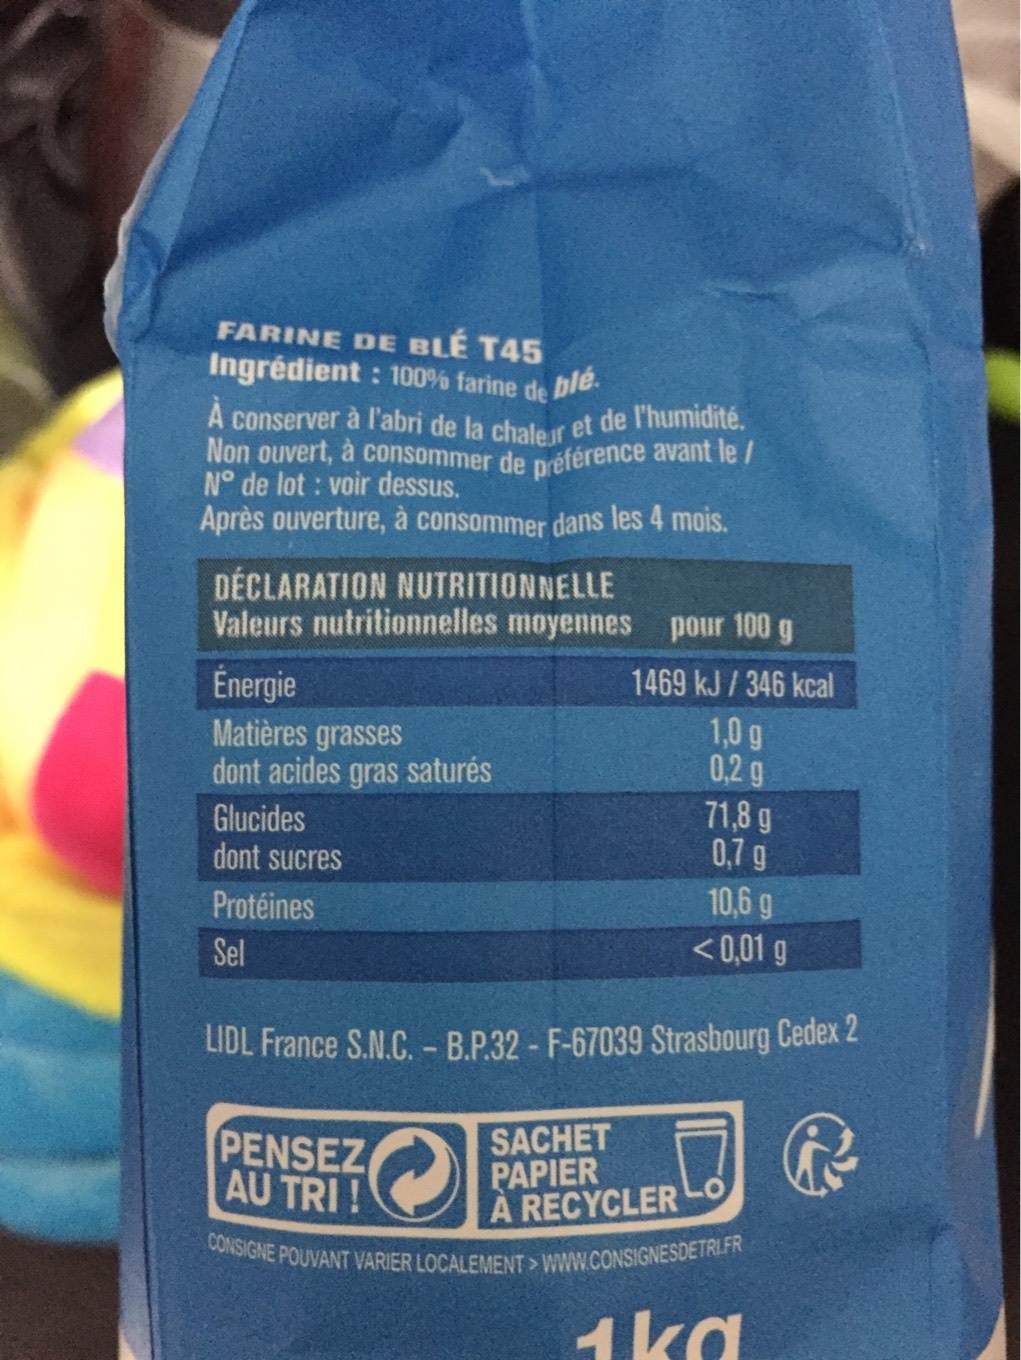 FARINE DE BLÉ T45
Ingrédient : 100% farine de blé.
À conserver à l'abri de la chaleur et de l'humidité.
Non ouvert, à consommer de préférence avant le /
N° de lot : voir dessus.
Après ouverture, à consommer dans les 4 mois.
DÉCLARATION NUTRITIONNELLE
Valeurs nutritionnelles moyennes pour 100 g
Énergie 1469 kJ / 346 kcal
Matières grasses 1,0 g
dont acides gras saturés 0,2 g
Glucides 71,8 g
dont sucres 0,7 g
Protéines 10,6 g
Sel < 0,01 g
LIDL France S.N.C. – B.P.32 - F-67039 Strasbourg Cedex 2
PENSEZ AU TRI !
SACHET PAPIER À RECYCLER
CONSIGNE POUVANT VARIER LOCALEMENT > WWW.CONSIGNESDETRI.FR
1kg